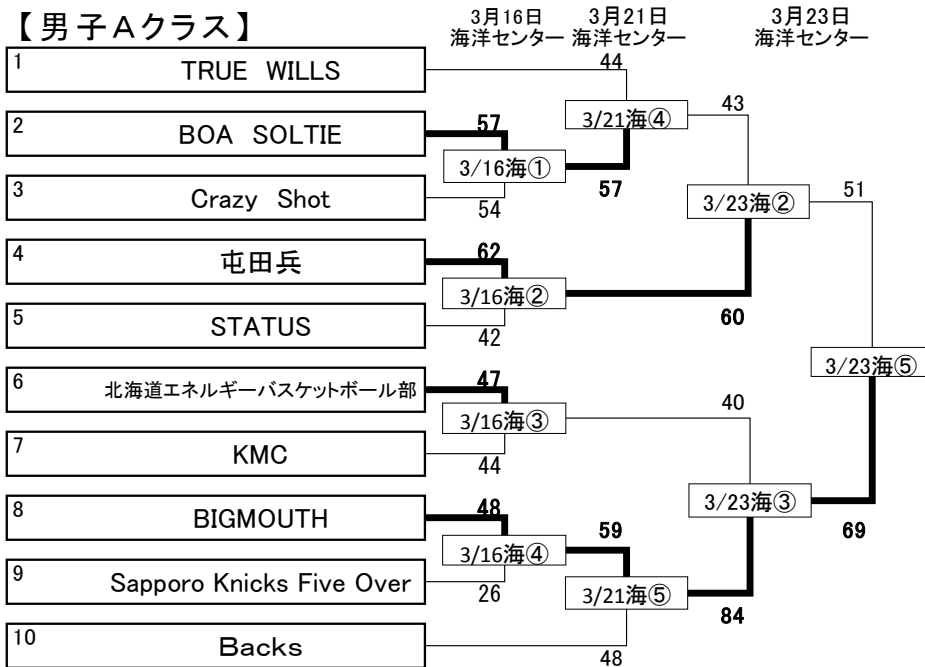 【男子Aクラス】
3月16日 3月21日 3月23日
海洋センター 海洋センター 海洋センター
1 TRUE WILLS
44
43
2 BOA SOLTIE
57
3/21海④
3/16海①
57
3 Crazy Shot
54
3/23海②
51
4 屯田兵
62
3/16海②
60
5 STATUS
42
3/23海⑤
6 北海道エネルギーバスケットボール部
47
40
3/16海③
7 KMC
44
3/23海③
69
8 BIGMOUTH
48
59
3/16海④
9 Sapporo Knicks Five Over
26
3/21海⑤
84
10 Backs
48